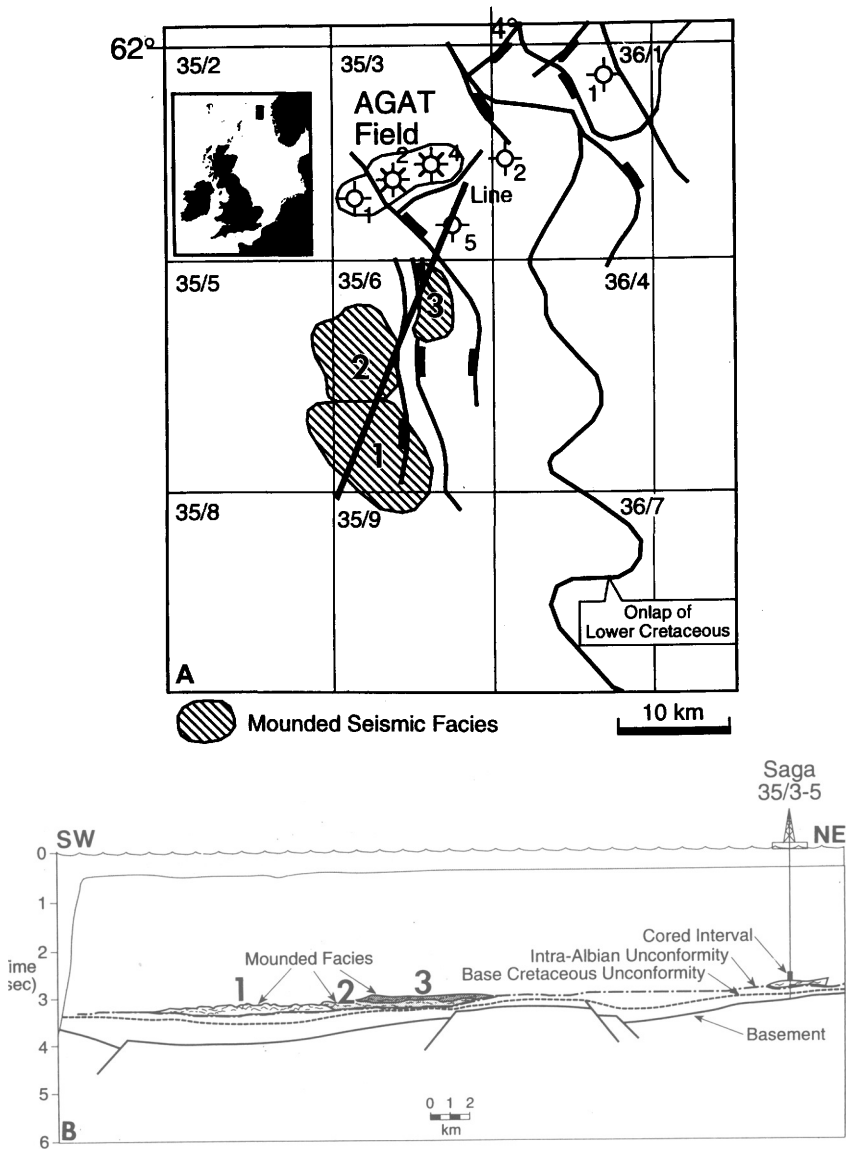 4°
62°
35/2
35/3
36/1
1
AGAT
Field
2
4
2
1
Line
5
35/5
35/6
36/4
3
2
1
35/8
35/9
36/7
Onlap of
Lower Cretaceous
A
Mounded Seismic Facies
10 km
Saga
35/3-5
SW
NE
0
1
2
3
4
5
6
ime
sec)
Cored Interval
Intra-Albian Unconformity
Base Cretaceous Unconformity
Mounded Facies
1
2
3
Basement
0 1 2
km
B